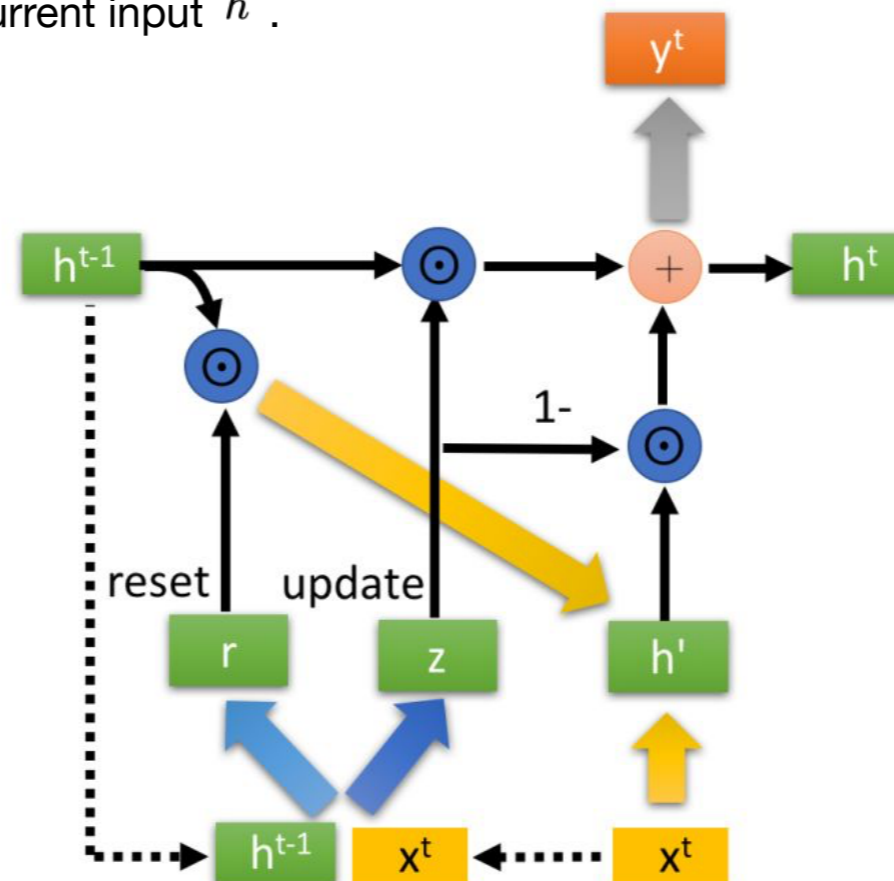 urrent input h .
yᵗ
hᵗ⁻¹
⊙
+
hᵗ
⊙
1-
⊙
reset
update
r
z
h'
hᵗ⁻¹
xᵗ
xᵗ